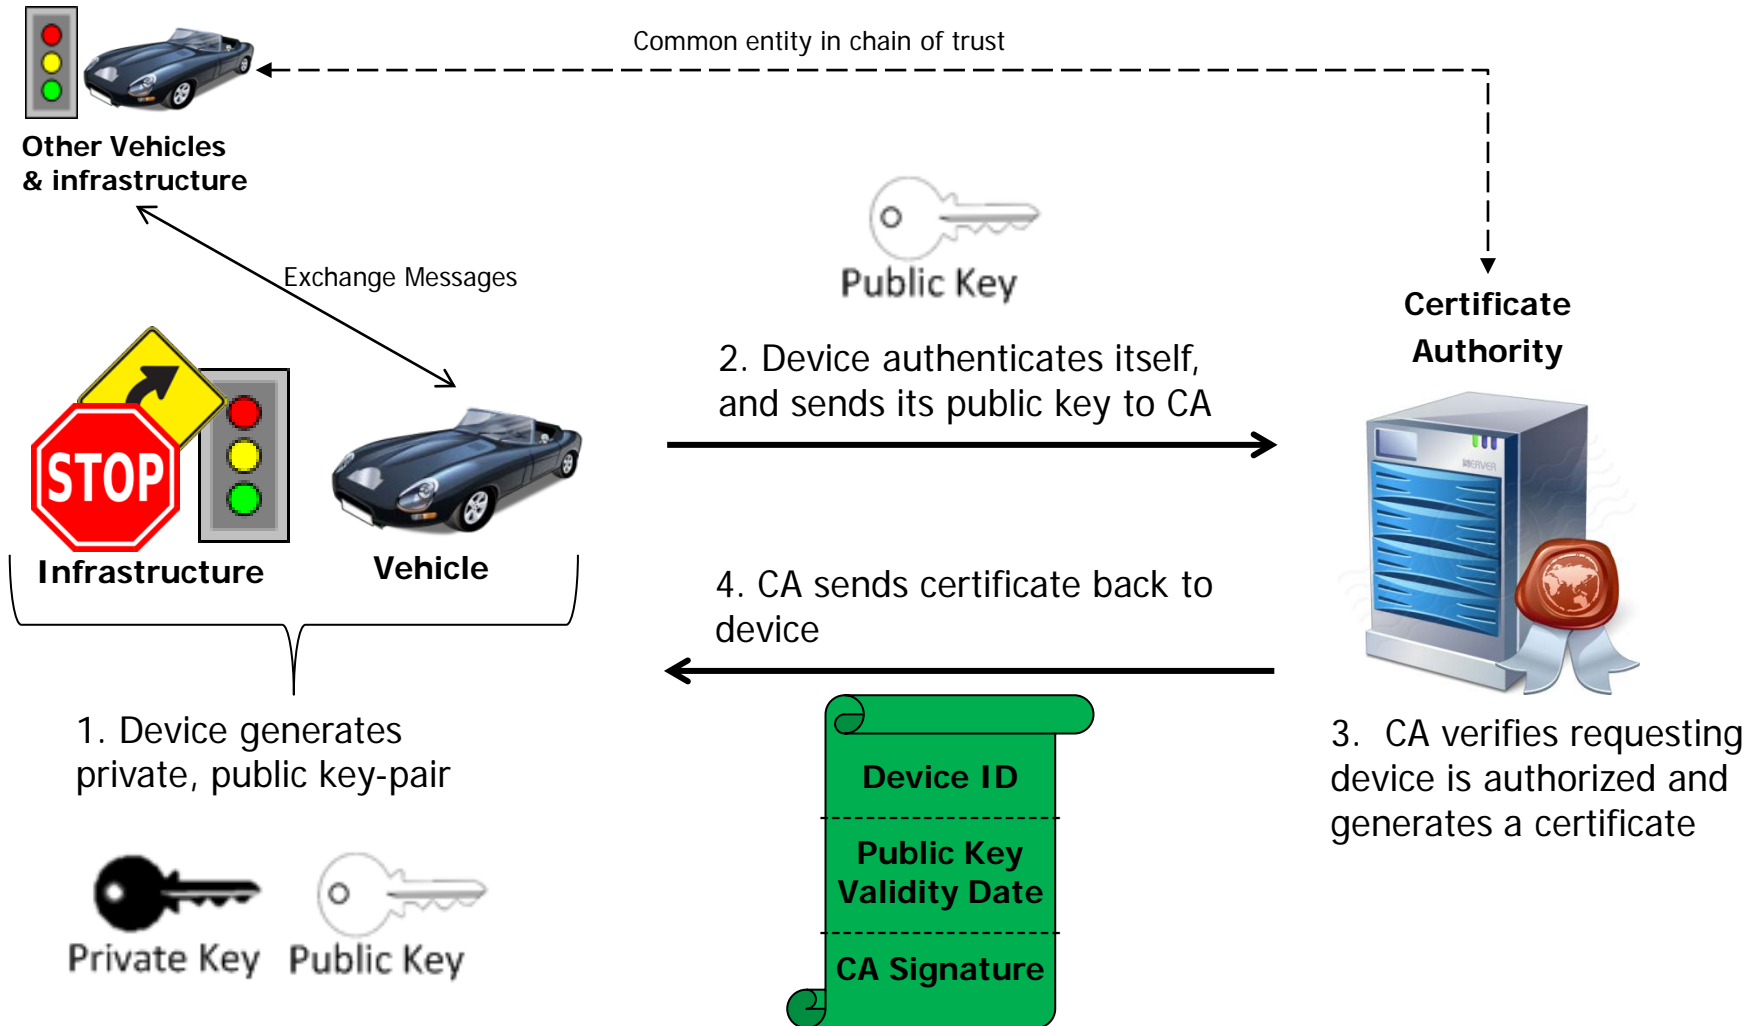 Common entity in chain of trust
Other Vehicles
& infrastructure
Exchange Messages
Public Key
Certificate
Authority
2. Device authenticates itself,
and sends its public key to CA
STOP
SERVER
Infrastructure
Vehicle
4. CA sends certificate back to
device
1. Device generates
private, public key-pair
3. CA verifies requesting
device is authorized and
generates a certificate
Device ID
Public Key
Validity Date
CA Signature
Private Key
Public Key